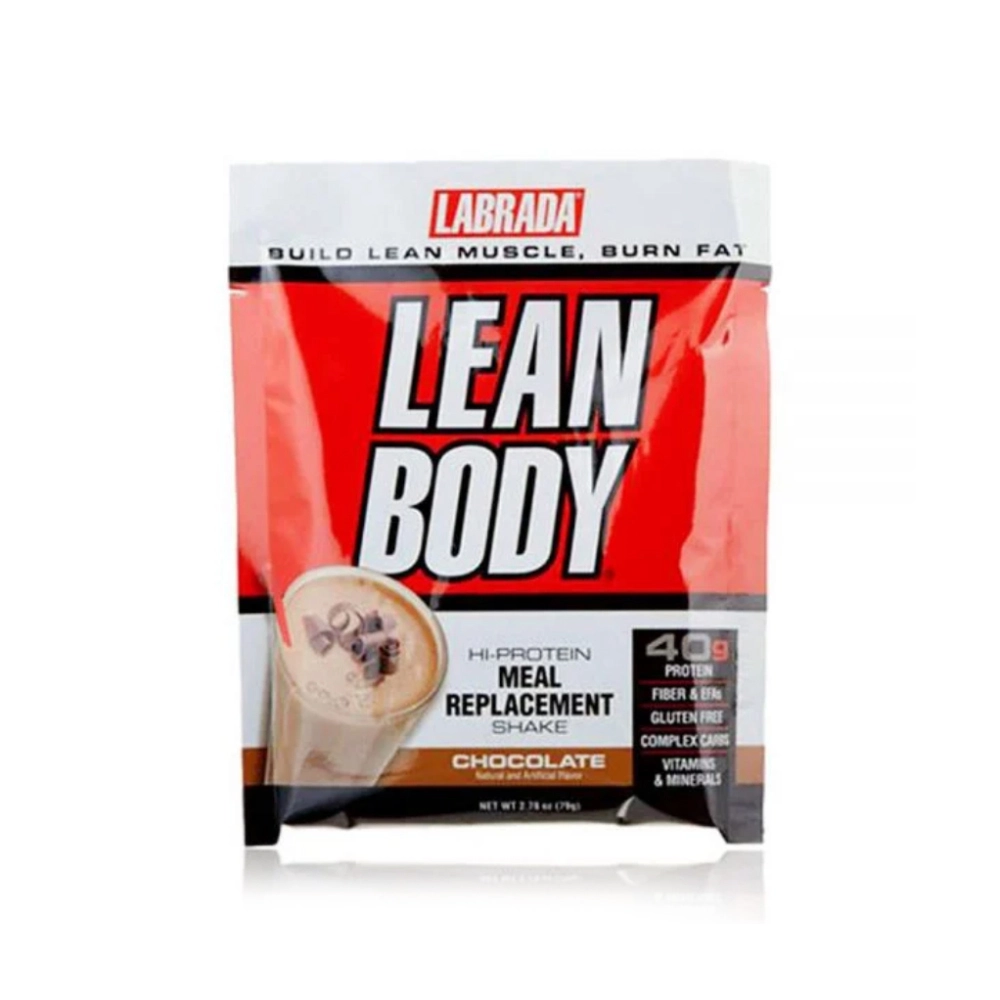 LABRADA®
BUILD LEAN MUSCLE, BURN FAT
LEAN
BODY
HI-PROTEIN
MEAL
REPLACEMENT
SHAKE
CHOCOLATE
Natural and Artificial Flavor
NET WT 2.78 oz (79g)
40g
PROTEIN
FIBER & EFAs
GLUTEN FREE
COMPLEX CARBS
VITAMINS
& MINERALS